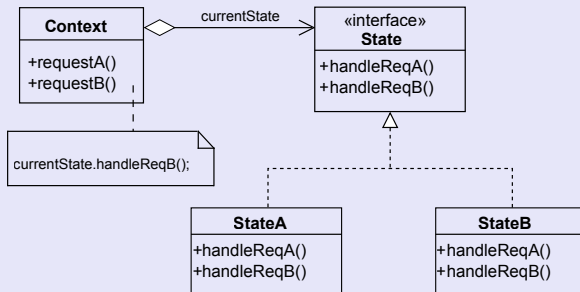 Context
+requestA()
+requestB()
currentState
«interface»
State
+handleReqA()
+handleReqB()
currentState.handleReqB();
StateA
+handleReqA()
+handleReqB()
StateB
+handleReqA()
+handleReqB()